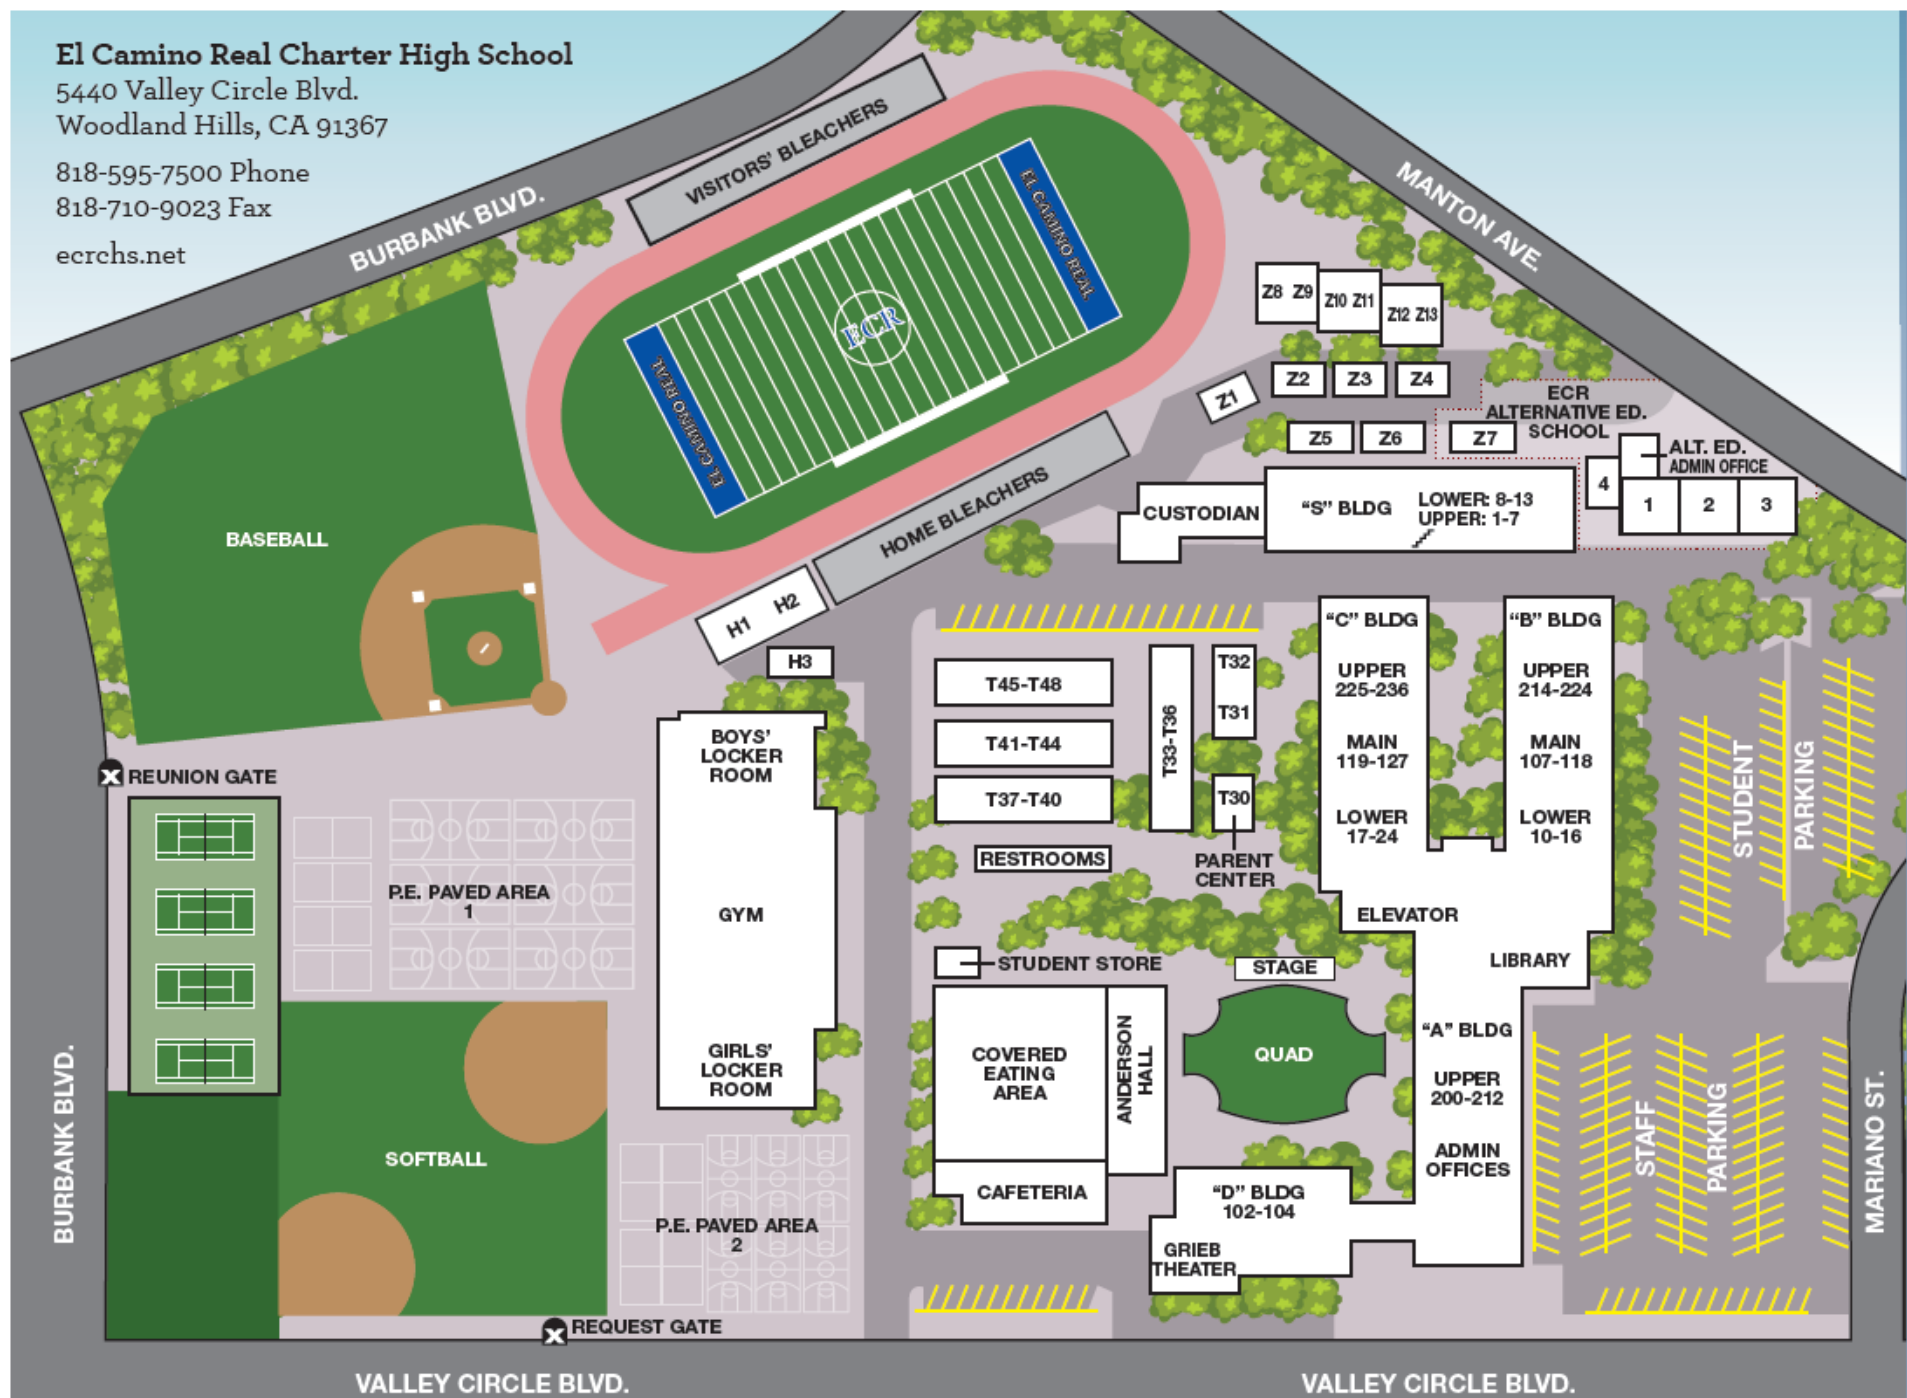 El Camino Real Charter High School
5440 Valley Circle Blvd.
Woodland Hills, CA 91367
818-595-7500 Phone
818-710-9023 Fax
ecrchs.net
BURBANK BLVD.
VISITORS' BLEACHERS
MANTON AVE.
EL CAMINO REAL
ECR
EL CAMINO REAL
HOME BLEACHERS
Z8 Z9
Z10 Z11
Z12 Z13
Z1
Z2
Z3
Z4
Z5
Z6
Z7
ECR
ALTERNATIVE ED.
SCHOOL
ALT. ED.
ADMIN OFFICE
4
1
2
3
CUSTODIAN
"S" BLDG
LOWER: 8-13
UPPER: 1-7
BASEBALL
H1 H2
H3
T45-T48
T41-T44
T37-T40
T33-T36
T32
T31
T30
PARENT
CENTER
RESTROOMS
"C" BLDG
UPPER
225-236
MAIN
119-127
LOWER
17-24
"B" BLDG
UPPER
214-224
MAIN
107-118
LOWER
10-16
STUDENT
PARKING
ELEVATOR
LIBRARY
BOYS'
LOCKER
ROOM
GYM
GIRLS'
LOCKER
ROOM
REUNION GATE
P.E. PAVED AREA
1
STUDENT STORE
STAGE
QUAD
COVERED
EATING
AREA
ANDERSON
HALL
CAFETERIA
"A" BLDG
UPPER
200-212
ADMIN
OFFICES
"D" BLDG
102-104
GRIEB
THEATER
STAFF
PARKING
MARIANO ST.
BURBANK BLVD.
SOFTBALL
P.E. PAVED AREA
2
REQUEST GATE
VALLEY CIRCLE BLVD.
VALLEY CIRCLE BLVD.